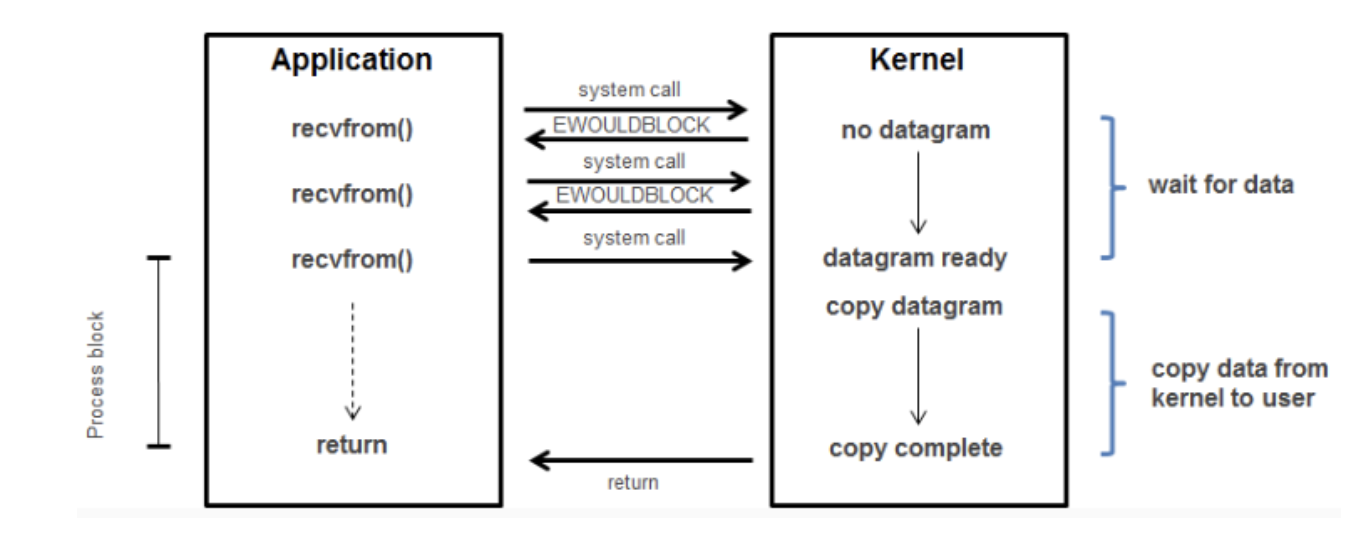 Application
Kernel
system call
recvfrom()
EWOULDBLOCK
no datagram
system call
wait for data
recvfrom()
EWOULDBLOCK
system call
recvfrom()
datagram ready
copy datagram
Process block
copy data from
kernel to user
return
copy complete
return